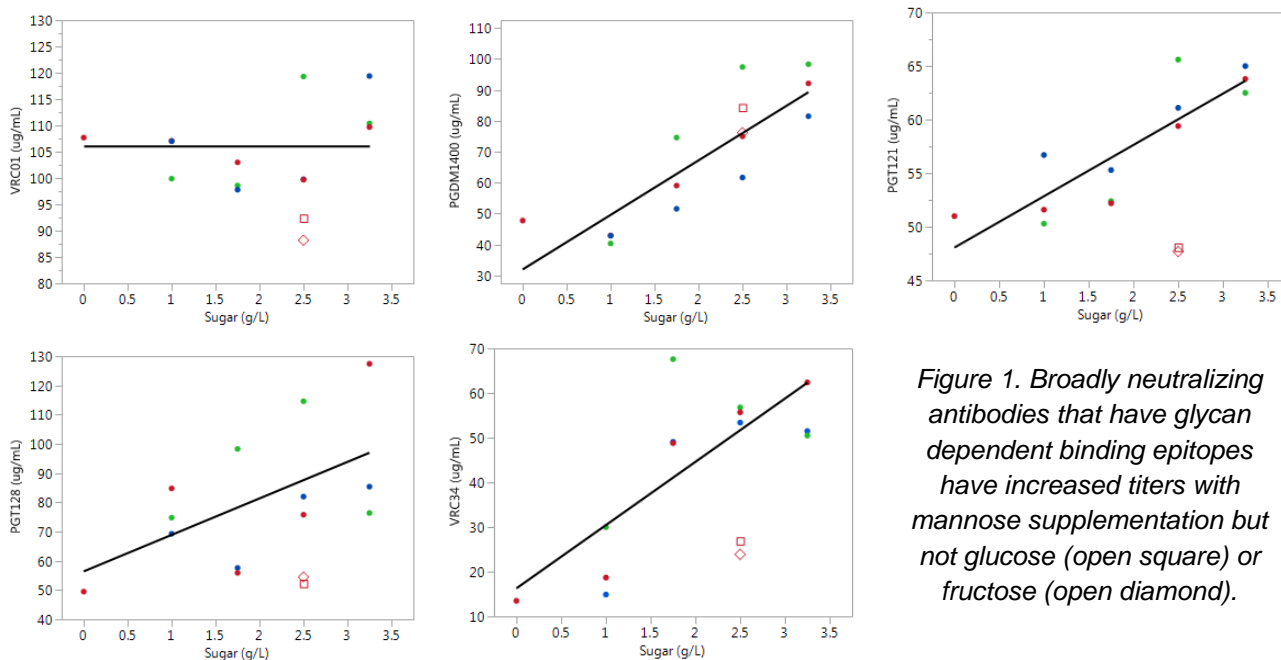 130
125
120
115
110
105
100
95
90
85
80
VRC01 (ug/mL)
0 0.5 1 1.5 2 2.5 3 3.5
Sugar (g/L)
110
100
90
80
70
60
50
40
30
PGDM1400 (ug/mL)
0 0.5 1 1.5 2 2.5 3 3.5
Sugar (g/L)
70
65
60
55
50
45
PGT121 (ug/mL)
0 0.5 1 1.5 2 2.5 3 3.5
Sugar (g/L)
130
120
110
100
90
80
70
60
50
40
PGT128 (ug/mL)
0 0.5 1 1.5 2 2.5 3 3.5
Sugar (g/L)
70
60
50
40
30
20
10
VRC34 (ug/mL)
0 0.5 1 1.5 2 2.5 3 3.5
Sugar (g/L)
Figure 1. Broadly neutralizing
antibodies that have glycan
dependent binding epitopes
have increased titers with
mannose supplementation but
not glucose (open square) or
fructose (open diamond).